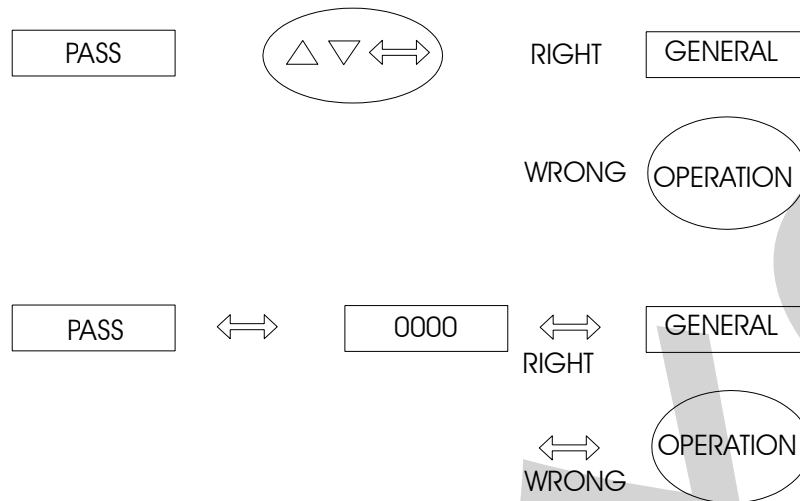 PASS RIGHT GENERAL
WRONG OPERATION
PASS 0000 GENERAL
RIGHT
OPERATION
WRONG